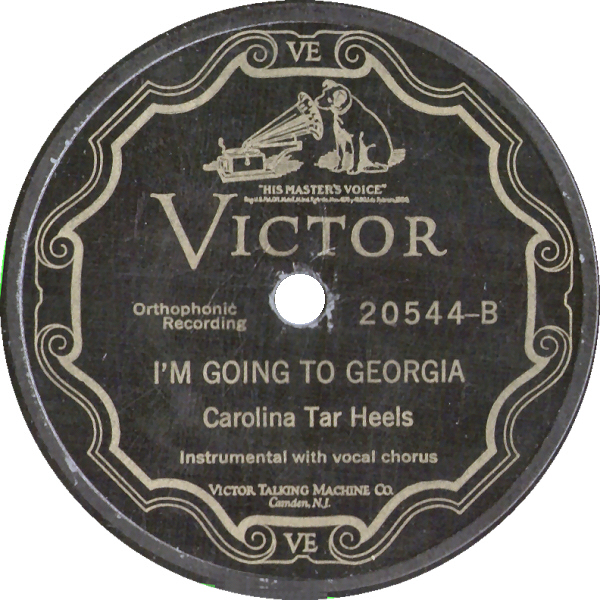 VE
"HIS MASTER'S VOICE"
VICTOR
Orthophonic
Recording
20544-B
I'M GOING TO GEORGIA
Carolina Tar Heels
Instrumental with vocal chorus
VICTOR TALKING MACHINE CO.
Camden, N.J.
VE